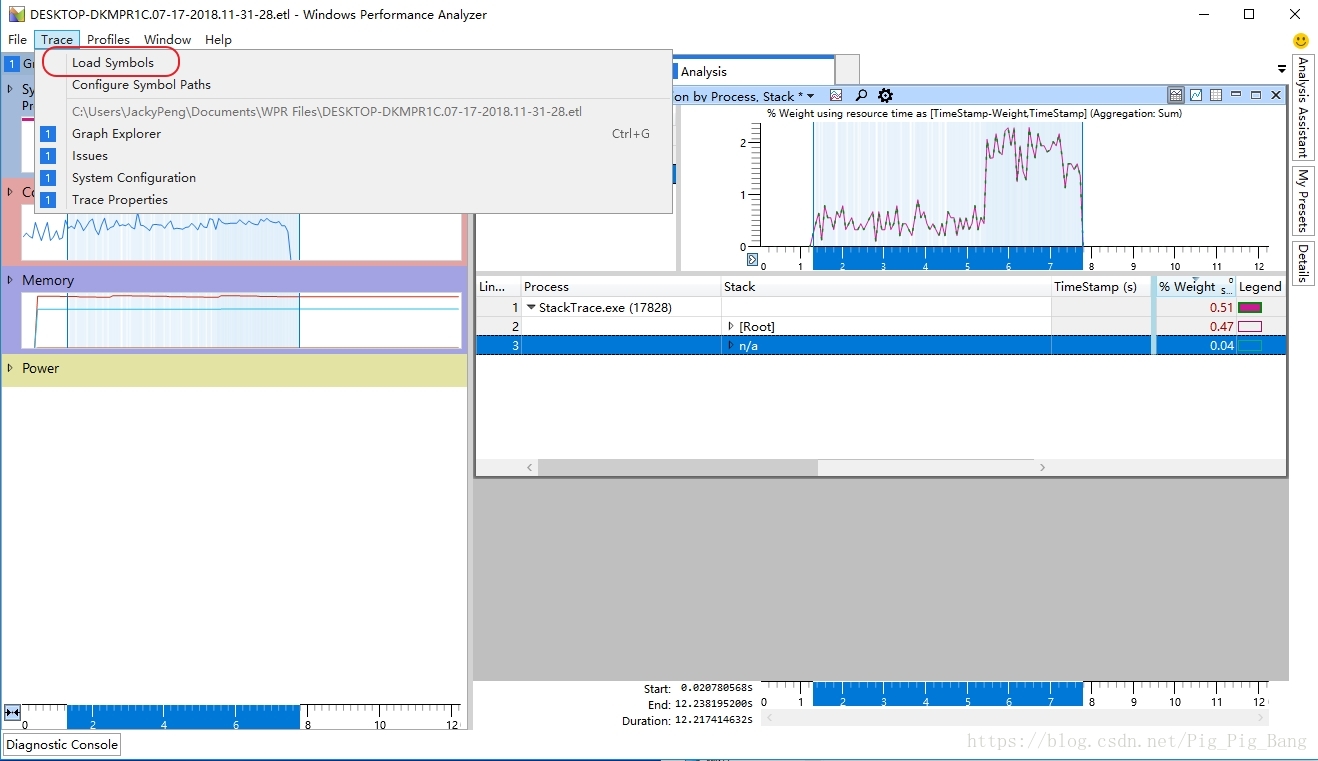 DESKTOP-DKMPR1C.07-17-2018.11-31-28.etl - Windows Performance Analyzer
File Trace Profiles Window Help
Load Symbols
Configure Symbol Paths
C:\Users\JackyPeng\Documents\WPR Files\DESKTOP-DKMPR1C.07-17-2018.11-31-28.etl
1 Graph Explorer Ctrl+G
1 Issues
1 System Configuration
1 Trace Properties
1 Gr
Sy
Pr
Co
Memory
Power
0 2 4 6 8 10 12
Diagnostic Console
Analysis
on by Process, Stack *
% Weight using resource time as [TimeStamp-Weight,TimeStamp] (Aggregation: Sum)
2
1
0
0 1 2 3 4 5 6 7 8 9 10 11 12
Lin... Process Stack TimeStamp (s) % Weight s... 0 Legend
1 StackTrace.exe (17828) 0.51
2 [Root] 0.47
3 n/a 0.04
Start: 0.020780568s
End: 12.238195200s
Duration: 12.217414632s
0 1 2 3 4 5 6 7 8 9 10 11 12
Analysis Assistant
My Presets
Details
https://blog.csdn.net/Pig_Pig_Bang